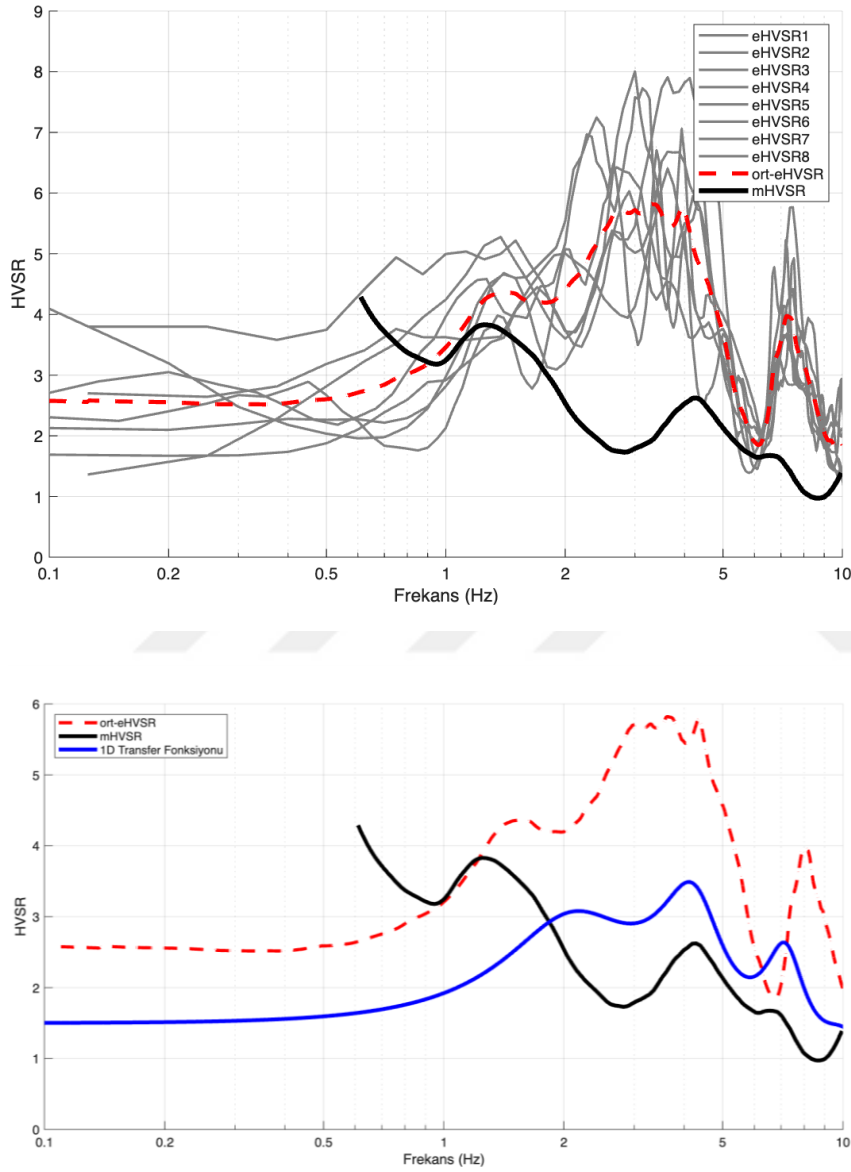 9
8
7
6
5
4
3
2
1
0
HVSR
eHVSR1
eHVSR2
eHVSR3
eHVSR4
eHVSR5
eHVSR6
eHVSR7
eHVSR8
ort-eHVSR
mHVSR
0.1 0.2 0.5 1 2 5 10
Frekans (Hz)
6
5
4
3
2
1
0
HVSR
ort-eHVSR
mHVSR
1D Transfer Fonksiyonu
0.1 0.2 0.5 1 2 5 10
Frekans (Hz)